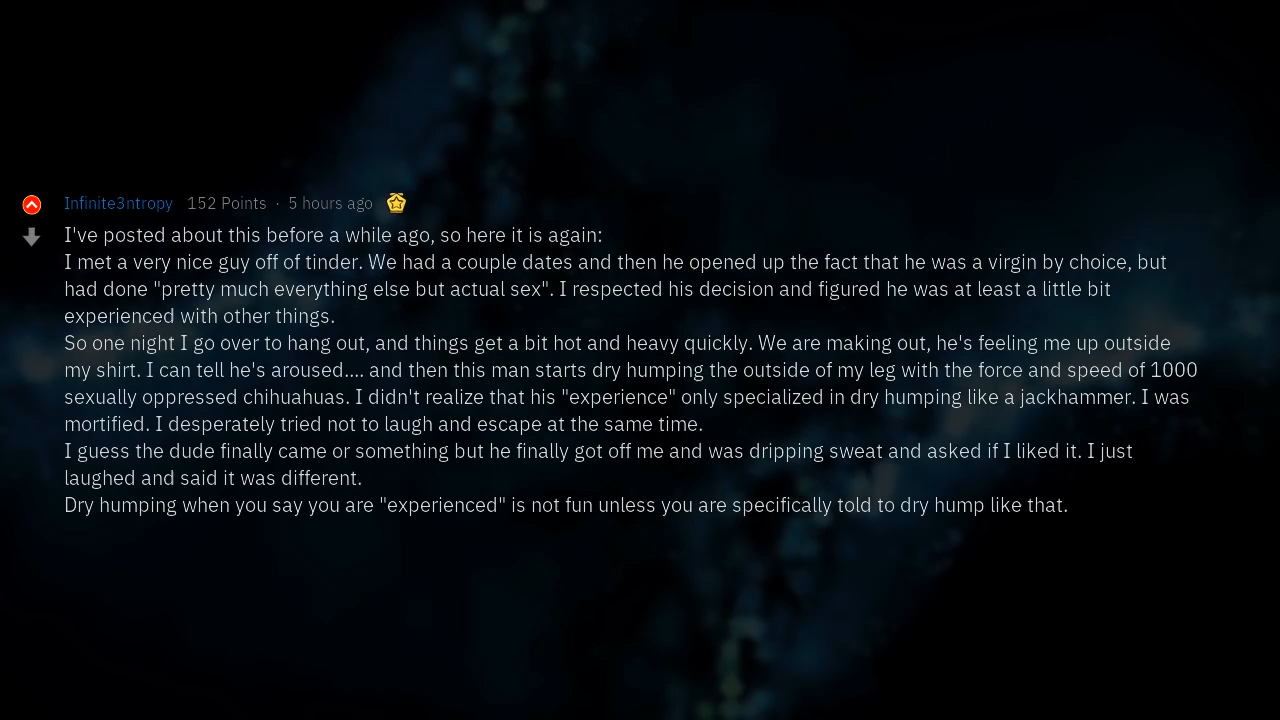 Infinite3ntropy 152 Points · 5 hours ago
I've posted about this before a while ago, so here it is again:
I met a very nice guy off of tinder. We had a couple dates and then he opened up the fact that he was a virgin by choice, but
had done "pretty much everything else but actual sex". I respected his decision and figured he was at least a little bit
experienced with other things.
So one night I go over to hang out, and things get a bit hot and heavy quickly. We are making out, he's feeling me up outside
my shirt. I can tell he's aroused.... and then this man starts dry humping the outside of my leg with the force and speed of 1000
sexually oppressed chihuahuas. I didn't realize that his "experience" only specialized in dry humping like a jackhammer. I was
mortified. I desperately tried not to laugh and escape at the same time.
I guess the dude finally came or something but he finally got off me and was dripping sweat and asked if I liked it. I just
laughed and said it was different.
Dry humping when you say you are "experienced" is not fun unless you are specifically told to dry hump like that.